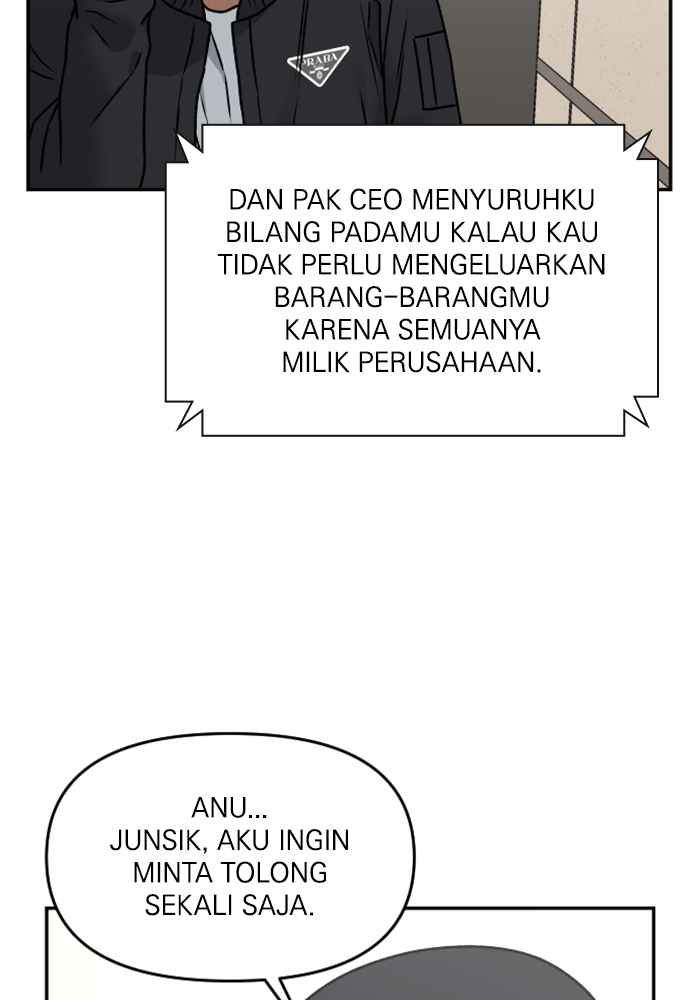 PRABA
DAN PAK CEO MENYURUHKU
BILANG PADAMU KALAU KAU
TIDAK PERLU MENGELUARKAN
BARANG-BARANGMU
KARENA SEMUANYA
MILIK PERUSAHAAN.
ANU...
JUNSIK, AKU INGIN
MINTA TOLONG
SEKALI SAJA.